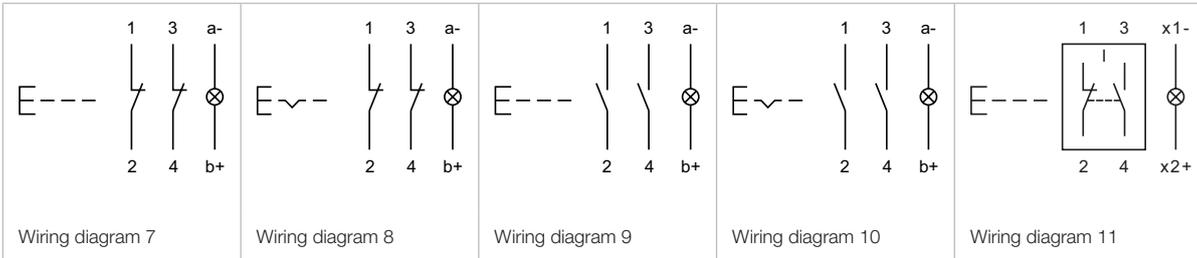 1 3 a-
2 4 b+
Wiring diagram 7
1 3 a-
2 4 b+
Wiring diagram 8
1 3 a-
2 4 b+
Wiring diagram 9
1 3 a-
2 4 b+
Wiring diagram 10
1 3 x1-
2 4 x2+
Wiring diagram 11